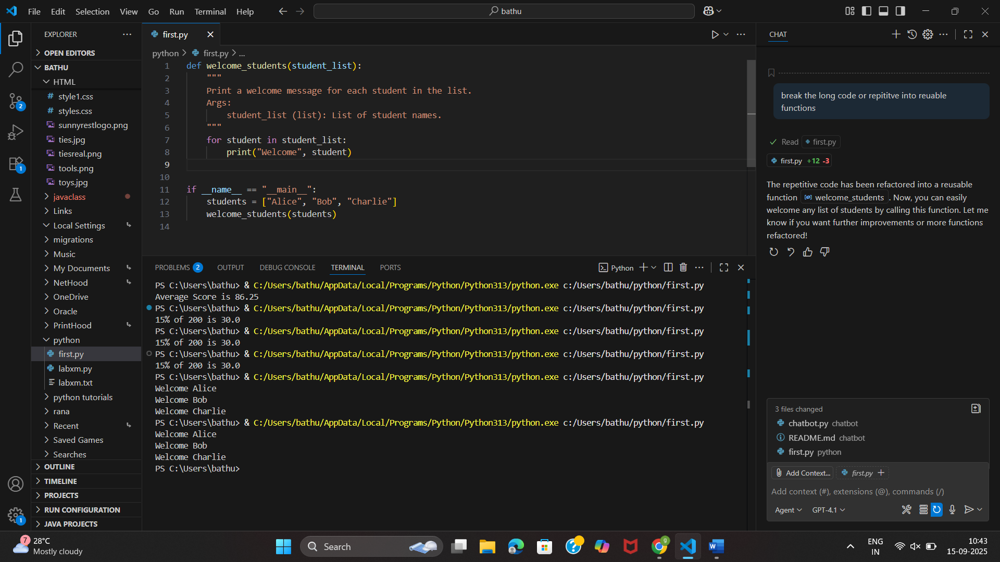 File Edit Selection View Go Run Terminal Help
bathu
EXPLORER
OPEN EDITORS
BATHU
HTML
style1.css
styles.css
sunnyrestlogo.png
ties.jpg
tiesreal.png
tools.png
toys.jpg
javaclass
Links
Local Settings
migrations
Music
My Documents
NetHood
OneDrive
Oracle
PrintHood
python
first.py
labxm.py
labxm.txt
python tutorials
rana
Recent
Saved Games
Searches
OUTLINE
TIMELINE
PROJECTS
RUN CONFIGURATION
JAVA PROJECTS
2
1
1
first.py
python > first.py > ...
1 def welcome_students(student_list):
2 """
3 Print a welcome message for each student in the list.
4 Args:
5 student_list (list): List of student names.
6 """
7 for student in student_list:
8 print("Welcome", student)
9
10
11 if __name__ == "__main__":
12 students = ["Alice", "Bob", "Charlie"]
13 welcome_students(students)
14
PROBLEMS 2 OUTPUT DEBUG CONSOLE TERMINAL PORTS
Python
PS C:\Users\bathu> & C:/Users/bathu/AppData/Local/Programs/Python/Python313/python.exe c:/Users/bathu/python/first.py
Average Score is 86.25
PS C:\Users\bathu> & C:/Users/bathu/AppData/Local/Programs/Python/Python313/python.exe c:/Users/bathu/python/first.py
15% of 200 is 30.0
PS C:\Users\bathu> & C:/Users/bathu/AppData/Local/Programs/Python/Python313/python.exe c:/Users/bathu/python/first.py
15% of 200 is 30.0
PS C:\Users\bathu> & C:/Users/bathu/AppData/Local/Programs/Python/Python313/python.exe c:/Users/bathu/python/first.py
15% of 200 is 30.0
PS C:\Users\bathu> & C:/Users/bathu/AppData/Local/Programs/Python/Python313/python.exe c:/Users/bathu/python/first.py
Welcome Alice
Welcome Bob
Welcome Charlie
PS C:\Users\bathu> & C:/Users/bathu/AppData/Local/Programs/Python/Python313/python.exe c:/Users/bathu/python/first.py
Welcome Alice
Welcome Bob
Welcome Charlie
PS C:\Users\bathu>
CHAT
break the long code or repititve into reuable
functions
Read first.py
first.py +12 -3
The repetitive code has been refactored into a reusable
function welcome_students . Now, you can easily
welcome any list of students by calling this function. Let me
know if you want further improvements or more functions
refactored!
3 files changed
chatbot.py chatbot
README.md chatbot
first.py python
Add Context... first.py
Add context (#), extensions (@), commands (/)
Agent GPT-4.1
7
28°C
Mostly cloudy
Search
9
ENG
IN
10:43
15-09-2025